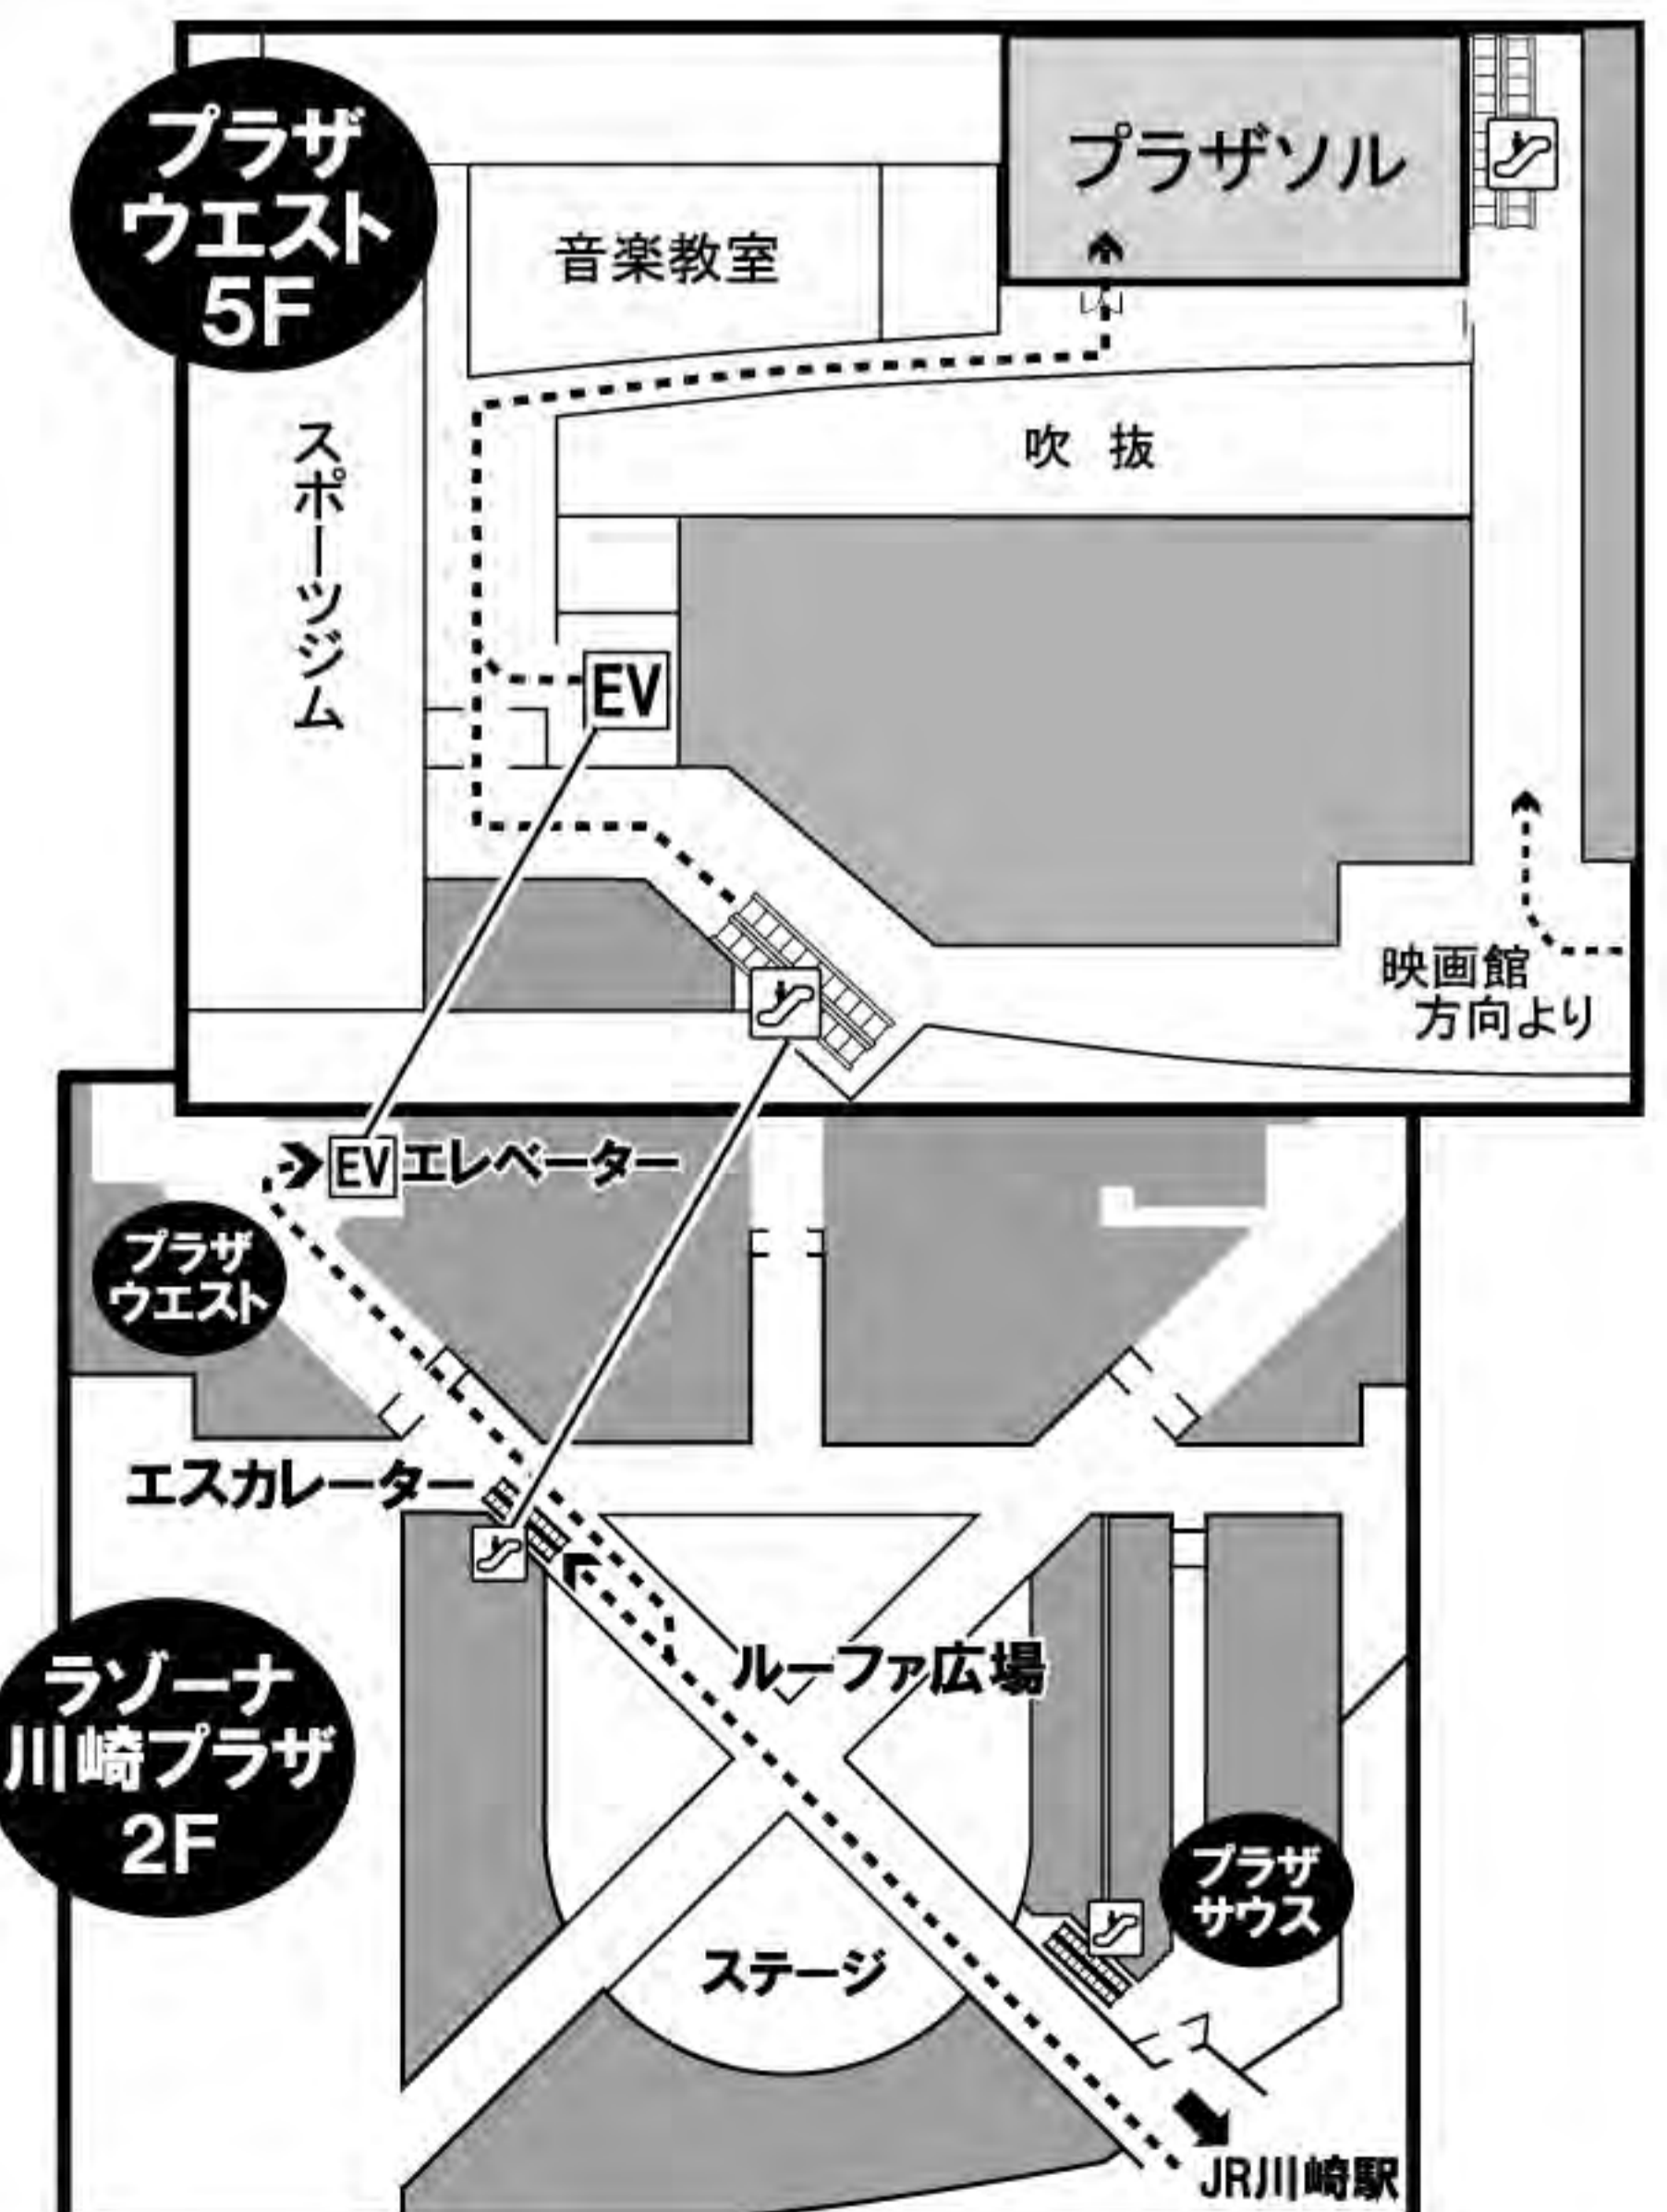 プラザ
ウエスト
5F
プラザソル
音楽教室
スポーツジム
吹 抜
EV
映画館
方向より
EVエレベーター
プラザ
ウエスト
エスカレーター
ルーファ広場
ラゾーナ
川崎プラザ
2F
プラザ
サウス
ステージ
JR川崎駅